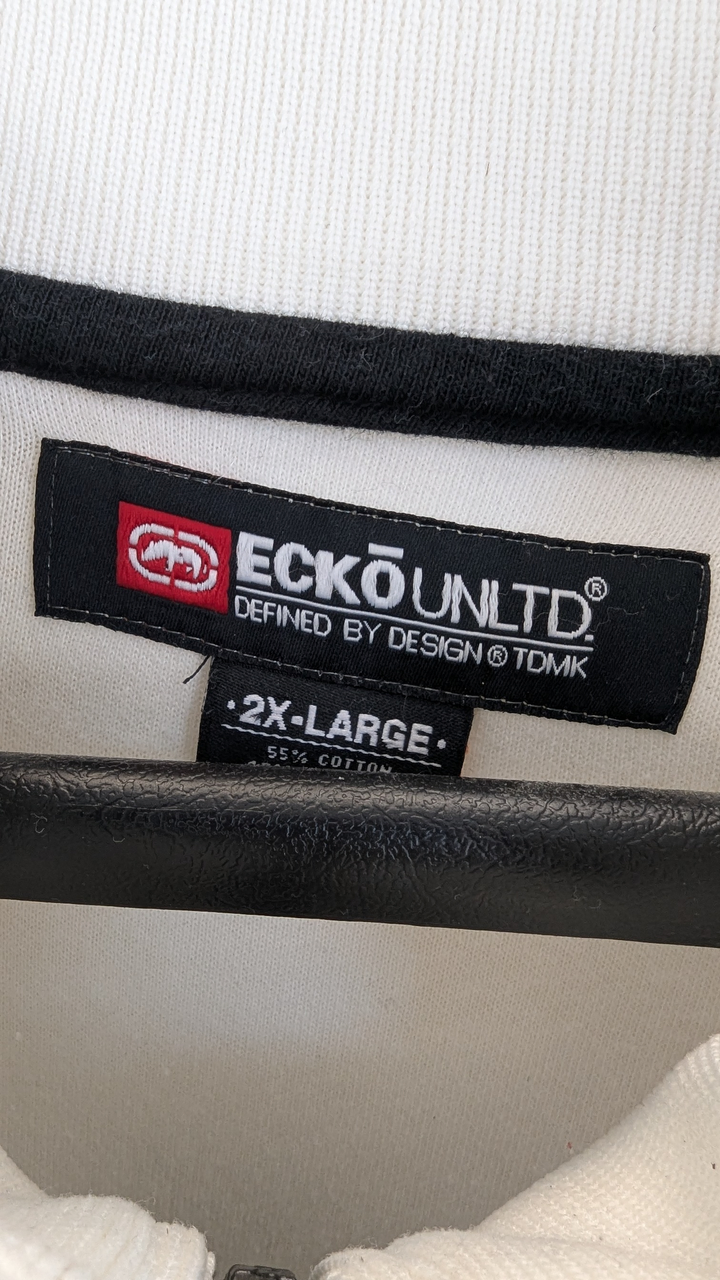 ECKŌ UNLTD.®
DEFINED BY DESIGN ® TDMK
·2X-LARGE·
55% COTTON